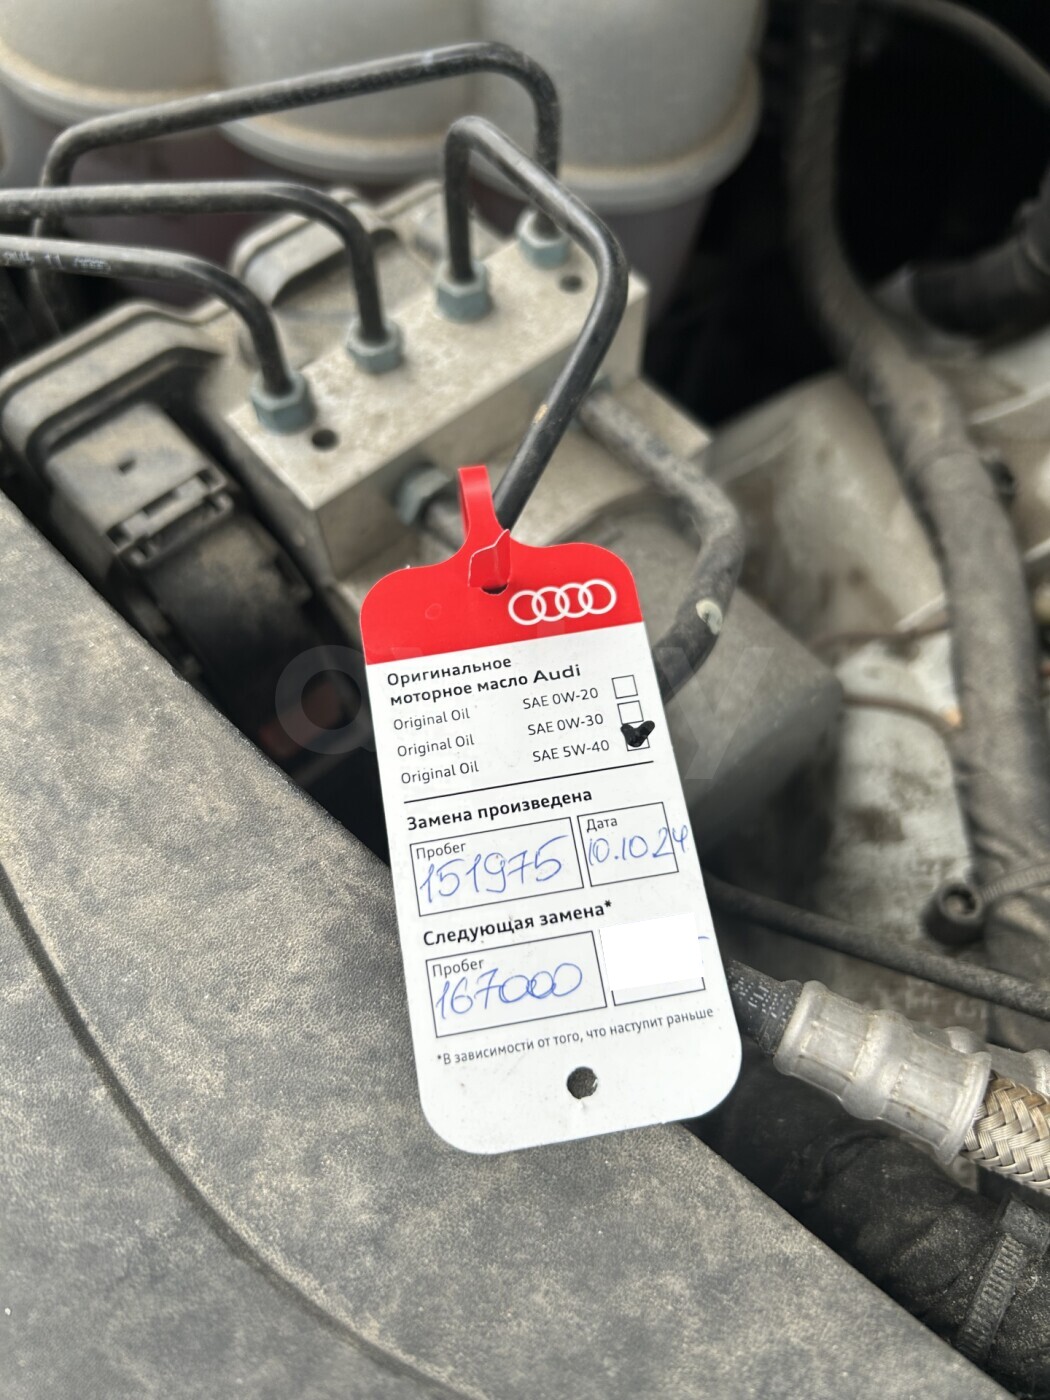 Оригинальное
моторное масло Audi
Original Oil SAE 0W-20
Original Oil SAE 0W-30
Original Oil SAE 5W-40
Замена произведена
Пробег Дата
151975 10.10.24
Следующая замена*
Пробег
167000
*В зависимости от того, что наступит раньше